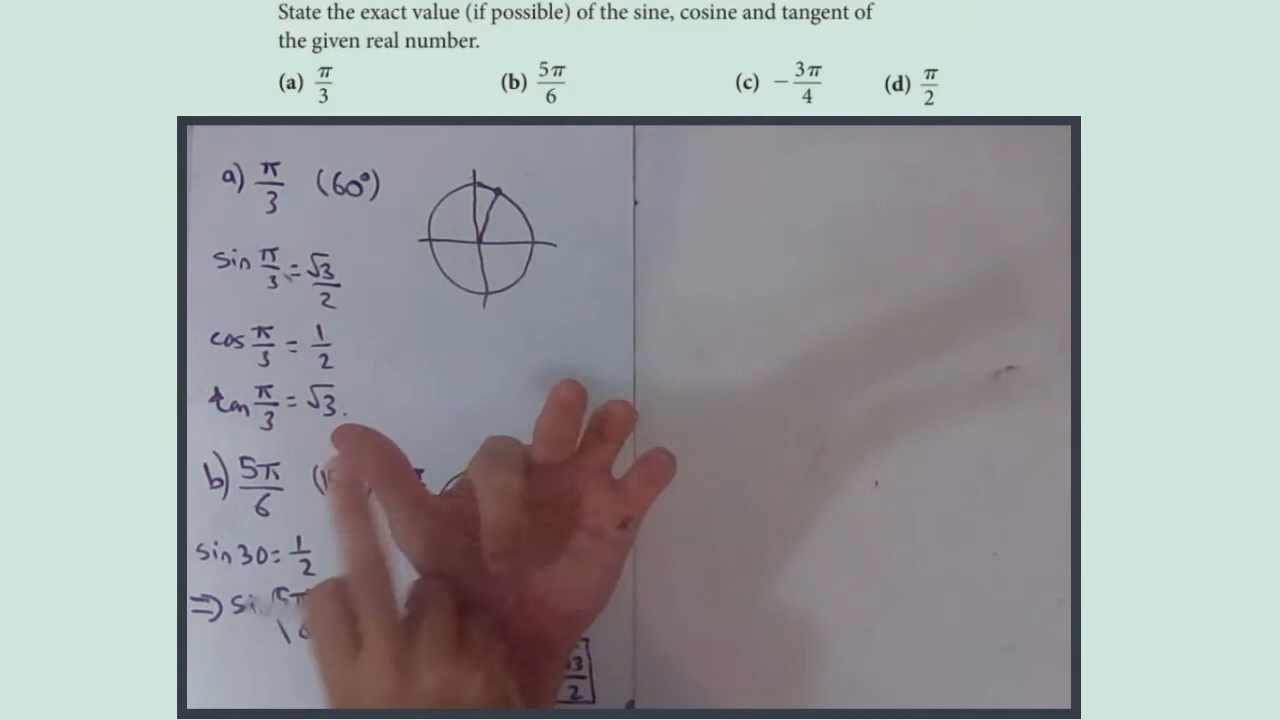 State the exact value (if possible) of the sine, cosine and tangent of
the given real number.
(a) π/3 (b) 5π/6 (c) −3π/4 (d) π/2
a) π/3 (60°)
sin π/3 = √3/2
cos π/3 = 1/2
tan π/3 = √3.
b) 5π/6
sin30 = 1/2
⇒